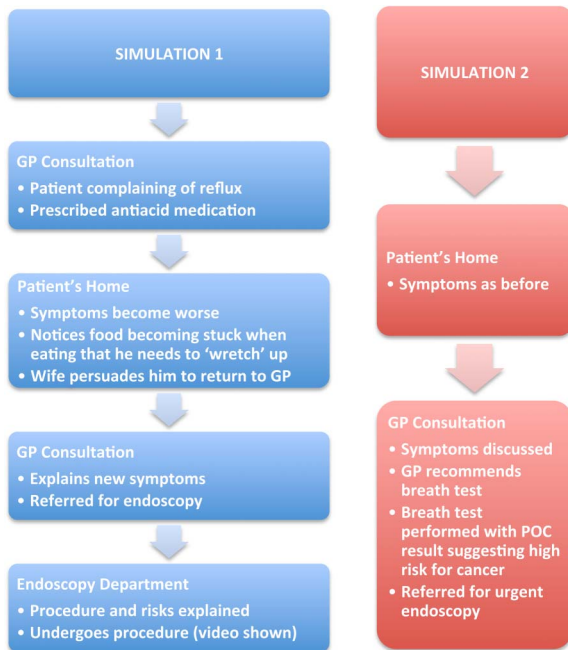 SIMULATION 1
GP Consultation
• Patient complaining of reflux
• Prescribed antiacid medication
Patient's Home
• Symptoms become worse
• Notices food becoming stuck when
eating that he needs to 'wretch' up
• Wife persuades him to return to GP
GP Consultation
• Explains new symptoms
• Referred for endoscopy
Endoscopy Department
• Procedure and risks explained
• Undergoes procedure (video shown)
SIMULATION 2
Patient's Home
• Symptoms as before
GP Consultation
• Symptoms discussed
• GP recommends
breath test
• Breath test
performed with POC
result suggesting high
risk for cancer
• Referred for urgent
endoscopy